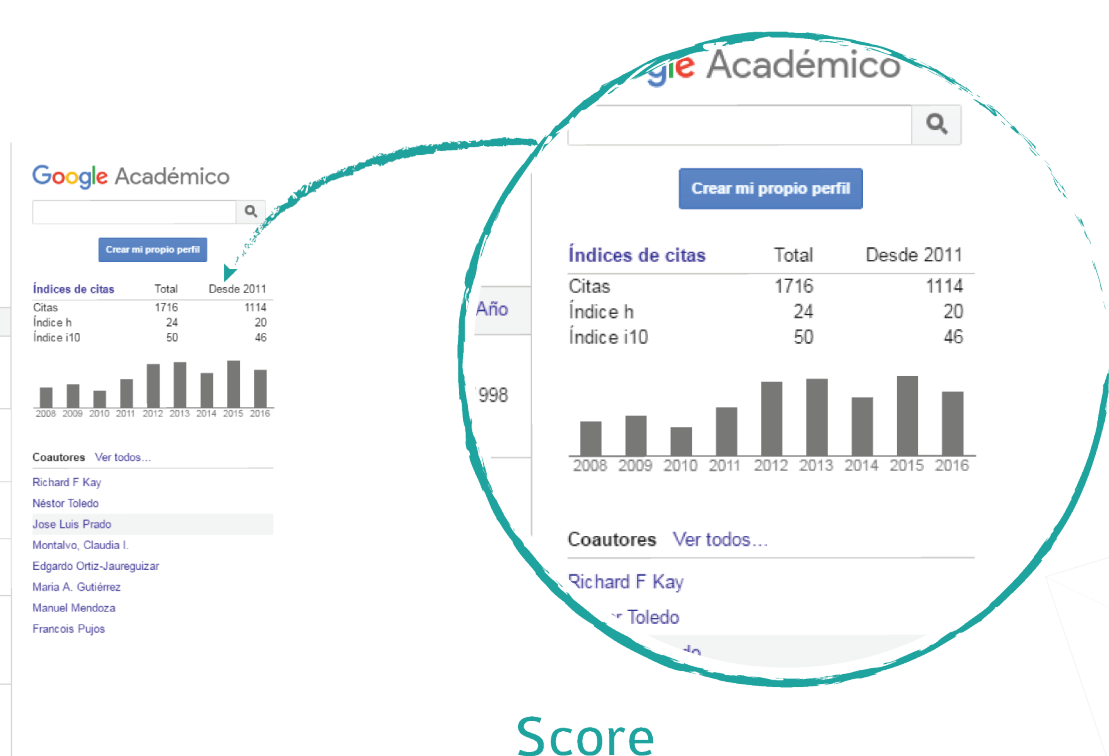 Google Académico
Crear mi propio perfil
Índices de citas Total Desde 2011
Citas 1716 1114
Índice h 24 20
Índice i10 50 46
2008 2009 2010 2011 2012 2013 2014 2015 2016
Coautores Ver todos...
Richard F Kay
Néstor Toledo
Jose Luis Prado
Montalvo, Claudia I.
Edgardo Ortiz-Jaureguizar
Maria A. Gutiérrez
Manuel Mendoza
Francois Pujos
gle Académico
Crear mi propio perfil
Índices de citas Total Desde 2011
Citas 1716 1114
Año
Índice h 24 20
Índice i10 50 46
998
2008 2009 2010 2011 2012 2013 2014 2015 2016
Coautores Ver todos...
Richard F Kay
r Toledo
do
Score